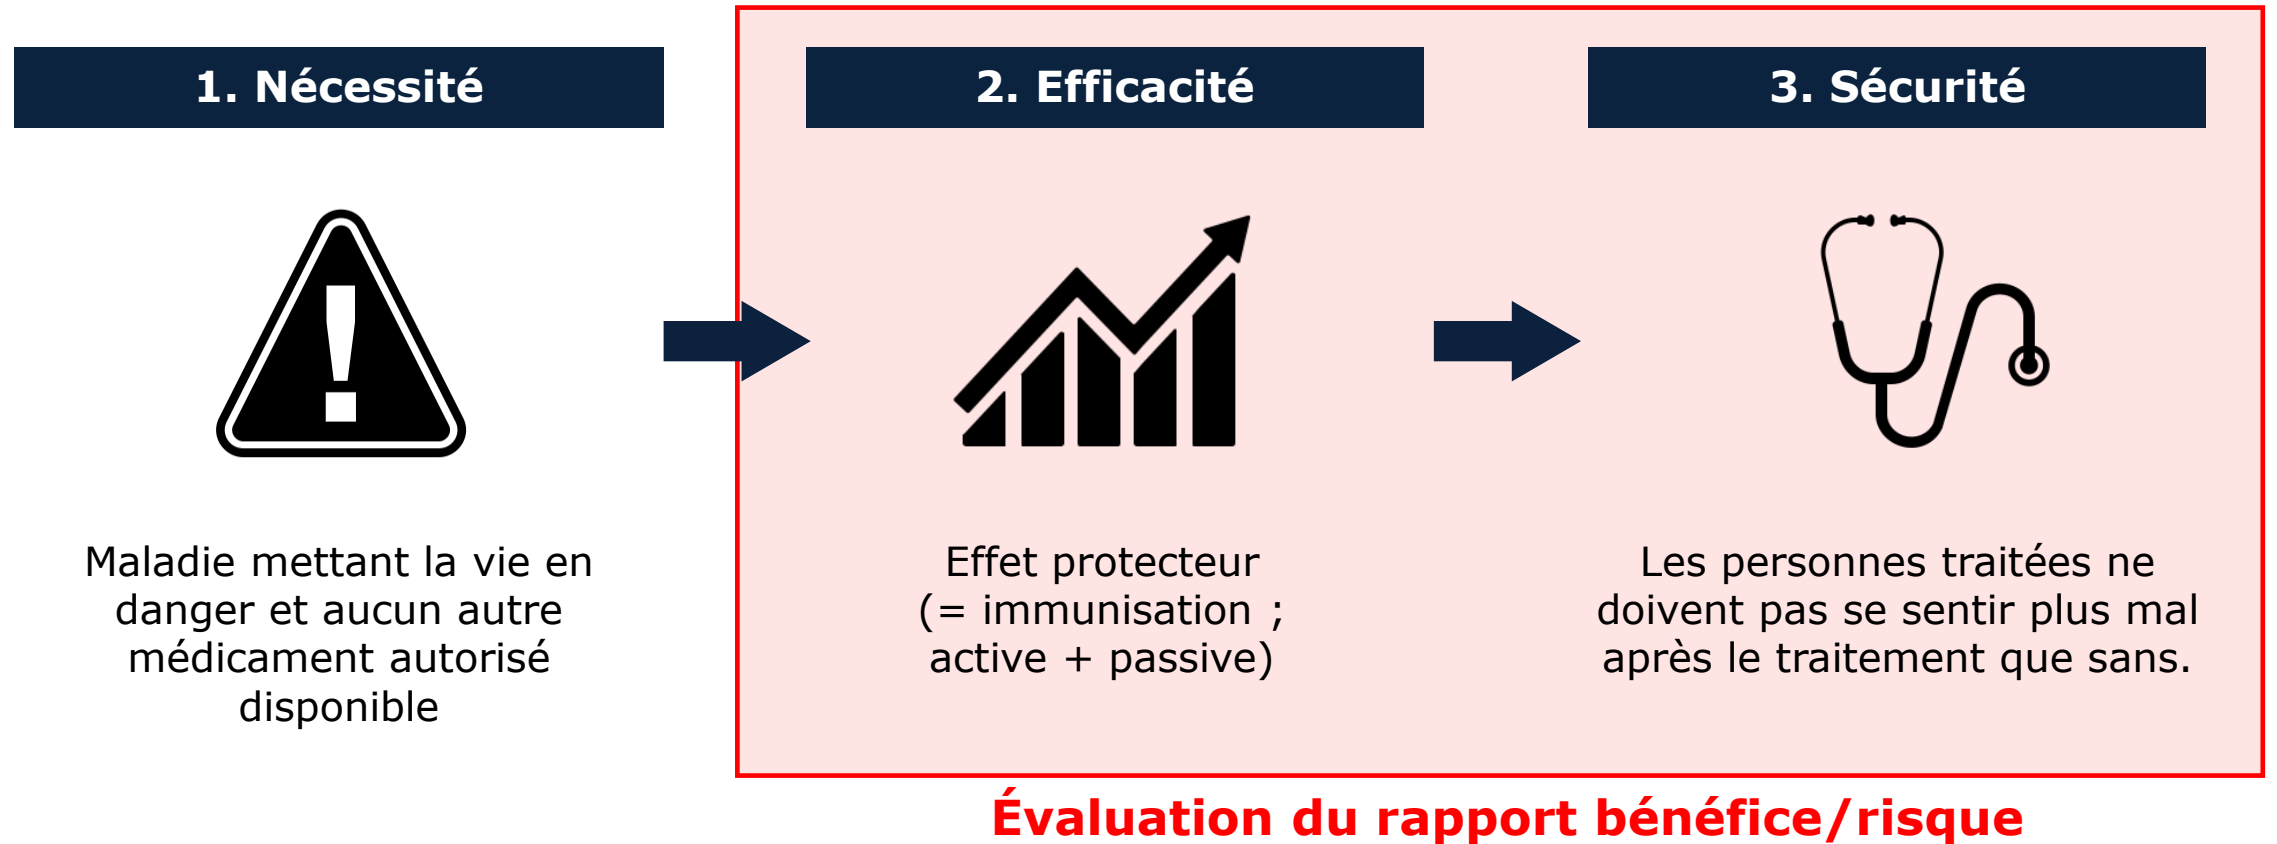 1. Nécessité
2. Efficacité
3. Sécurité
Maladie mettant la vie en
danger et aucun autre
médicament autorisé
disponible
Effet protecteur
(= immunisation ;
active + passive)
Les personnes traitées ne
doivent pas se sentir plus mal
après le traitement que sans.
Évaluation du rapport bénéfice/risque